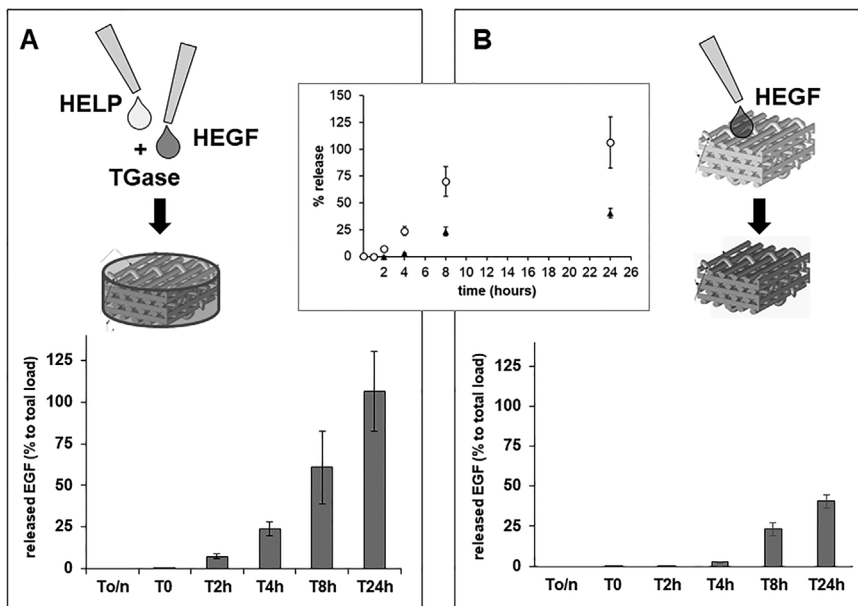 A
HELP
HEGF
+
TGase
released EGF (% to toal load)
125
100
75
50
25
0
To/n T0 T2h T4h T8h T24h
% release
150
125
100
75
50
25
0
0 2 4 6 8 10 12 14 16 18 20 22 24 26
time (hours)
B
HEGF
released EGF (% to total load)
125
100
75
50
25
0
To/n T0 T2h T4h T8h T24h